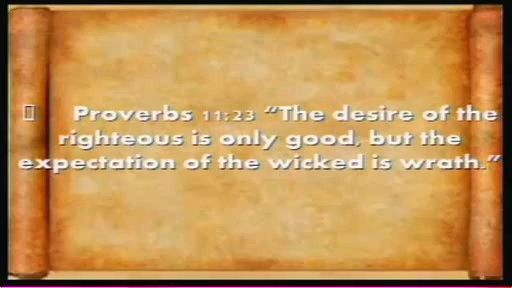 Proverbs 11:23 “The desire of the
righteous is only good, but the
expectation of the wicked is wrath.”